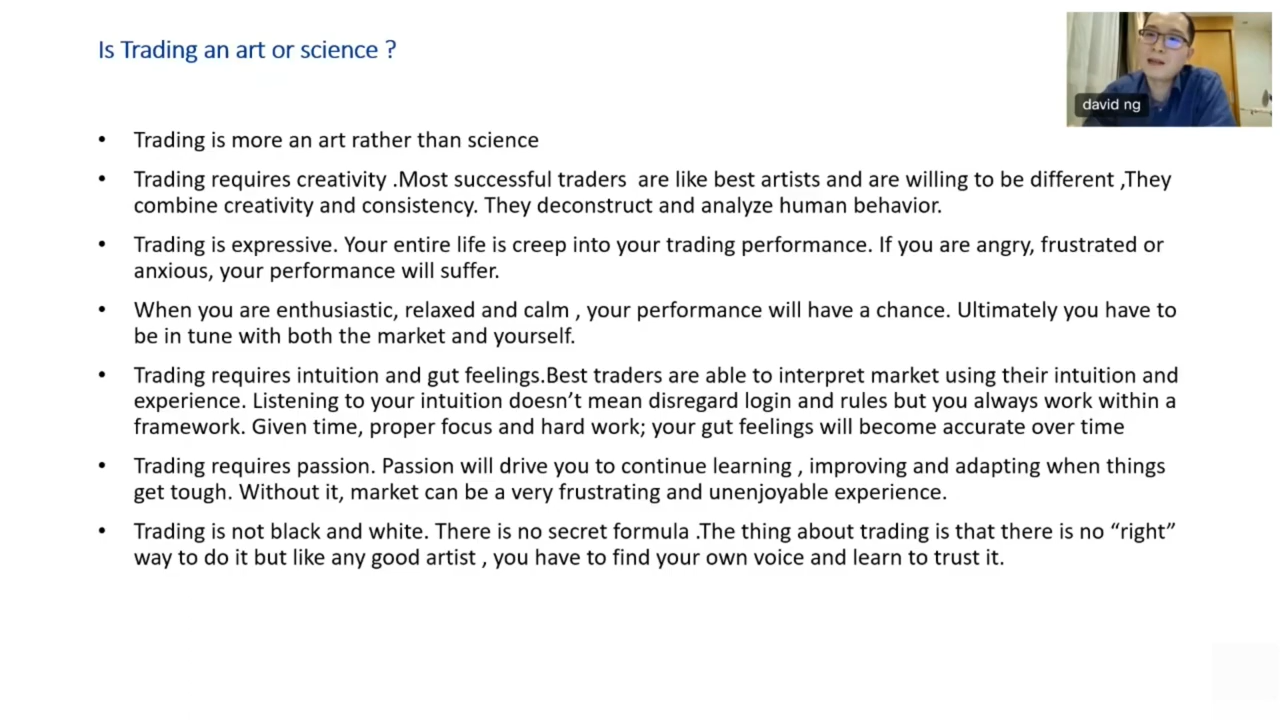 Is Trading an art or science ?
david ng
• Trading is more an art rather than science
• Trading requires creativity .Most successful traders  are like best artists and are willing to be different ,They
combine creativity and consistency. They deconstruct and analyze human behavior.
• Trading is expressive. Your entire life is creep into your trading performance. If you are angry, frustrated or
anxious, your performance will suffer.
• When you are enthusiastic, relaxed and calm , your performance will have a chance. Ultimately you have to
be in tune with both the market and yourself.
• Trading requires intuition and gut feelings.Best traders are able to interpret market using their intuition and
experience. Listening to your intuition doesn’t mean disregard login and rules but you always work within a
framework. Given time, proper focus and hard work; your gut feelings will become accurate over time
• Trading requires passion. Passion will drive you to continue learning , improving and adapting when things
get tough. Without it, market can be a very frustrating and unenjoyable experience.
• Trading is not black and white. There is no secret formula .The thing about trading is that there is no “right”
way to do it but like any good artist , you have to find your own voice and learn to trust it.